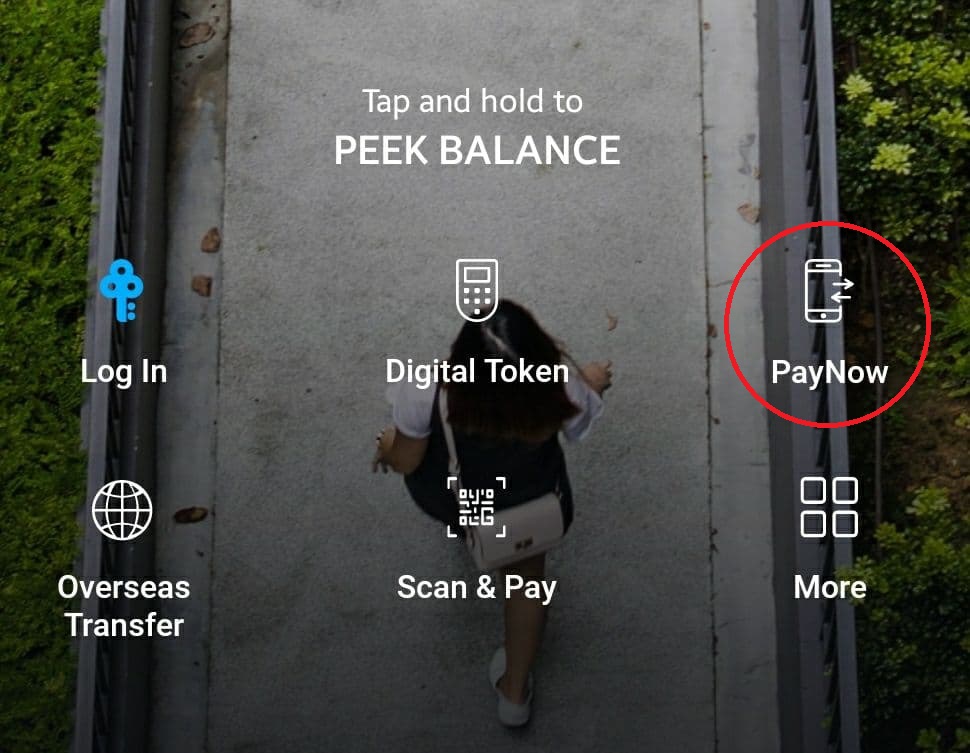 Tap and hold to
PEEK BALANCE
Log In
Digital Token
PayNow
Overseas
Transfer
Scan & Pay
More